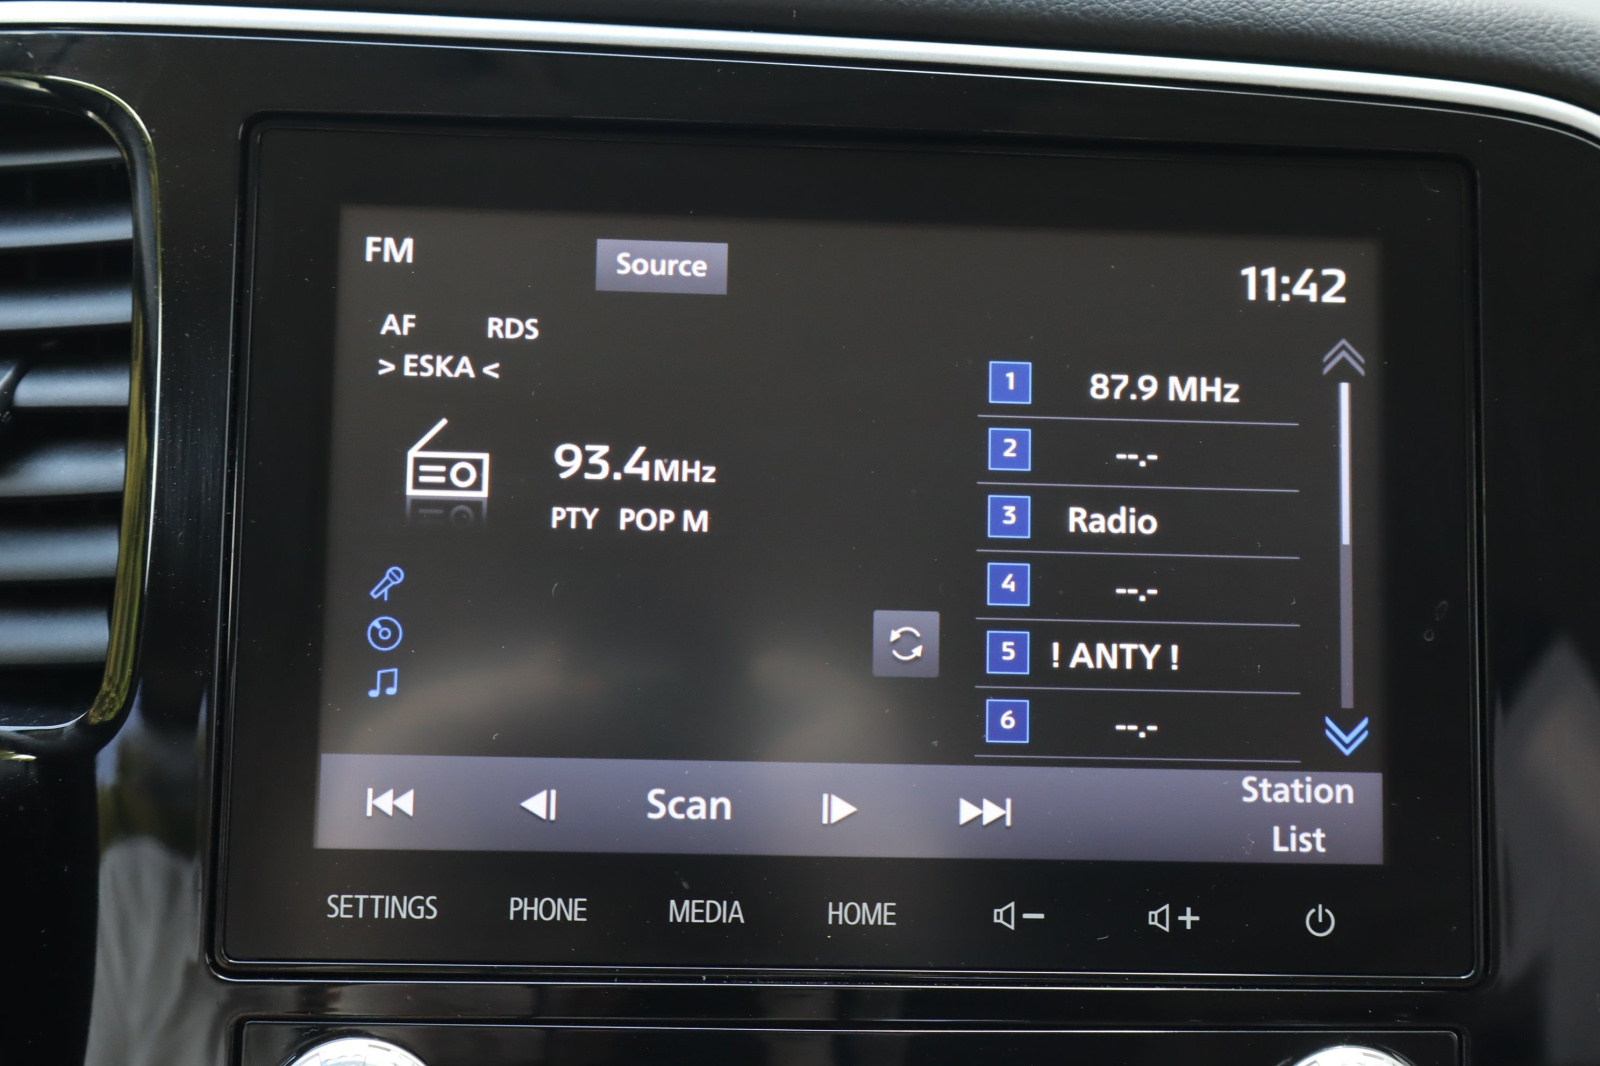 FM
Source
11:42
AF RDS
> ESKA <
93.4MHz
PTY POP M
1 87.9 MHz
2 --.-
3 Radio
4 --.-
5 ! ANTY !
6 --.-
Scan
Station
List
SETTINGS PHONE MEDIA HOME - +